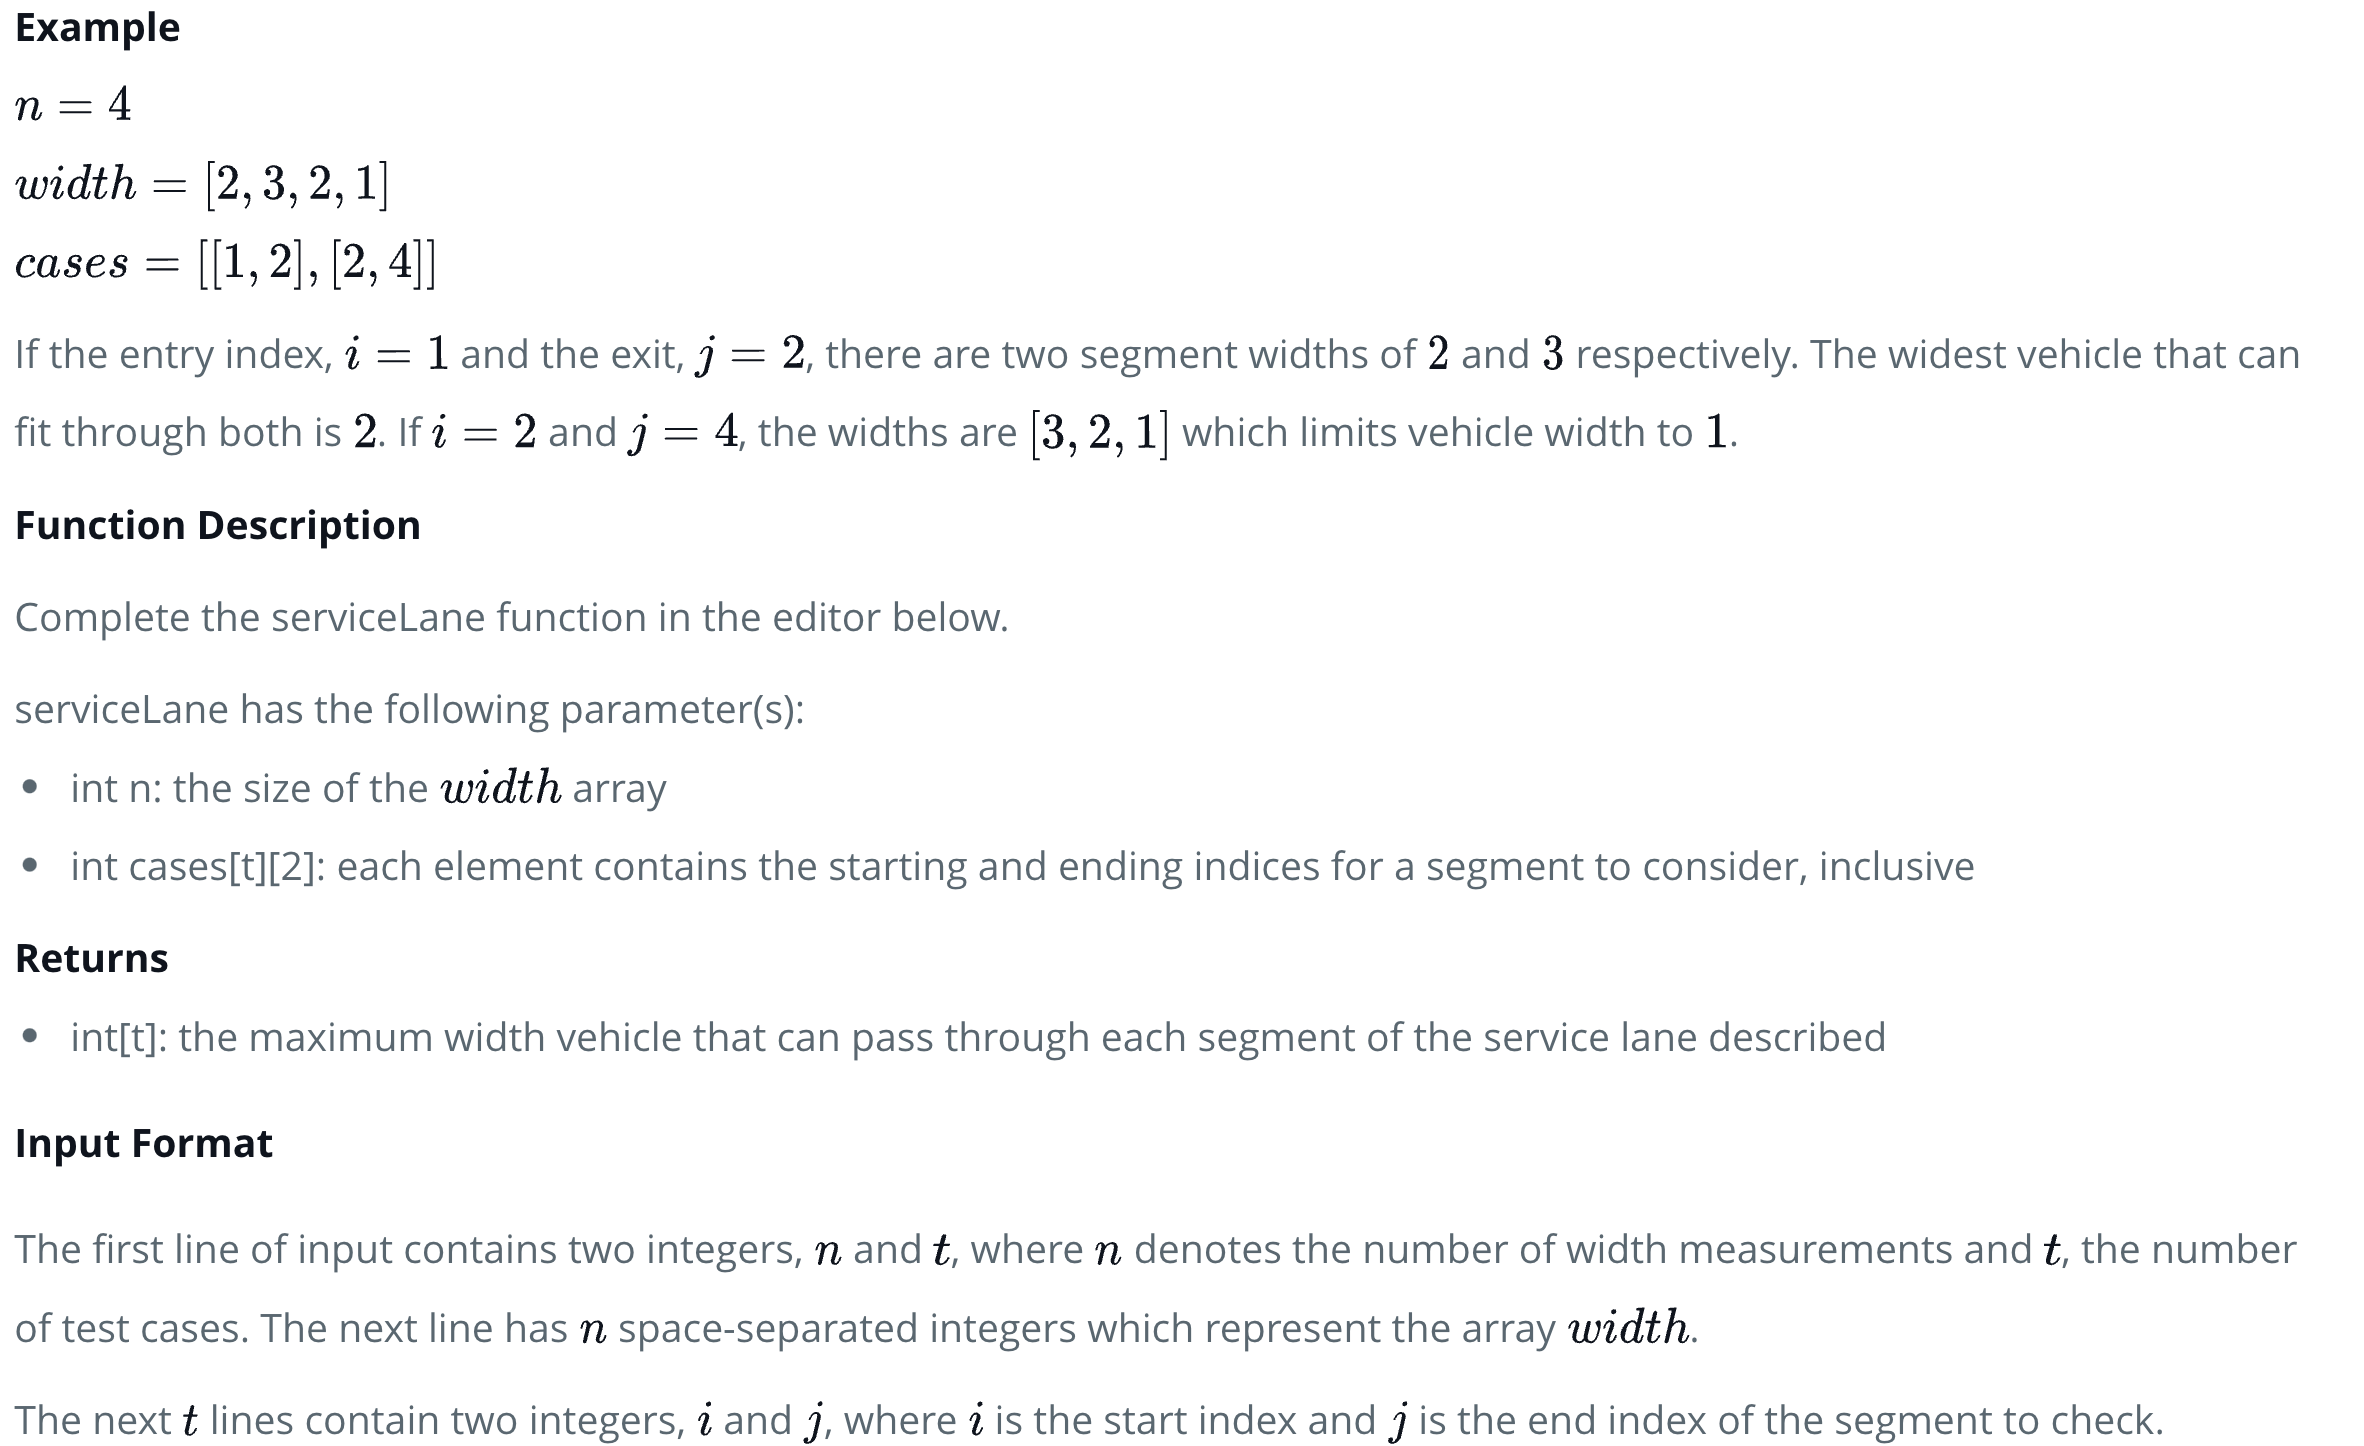 Example
n = 4
width = [2, 3, 2, 1]
cases = [[1, 2], [2, 4]]
If the entry index, i = 1 and the exit, j = 2, there are two segment widths of 2 and 3 respectively. The widest vehicle that can
fit through both is 2. If i = 2 and j = 4, the widths are [3, 2, 1] which limits vehicle width to 1.
Function Description
Complete the serviceLane function in the editor below.
serviceLane has the following parameter(s):
• int n: the size of the width array
• int cases[t][2]: each element contains the starting and ending indices for a segment to consider, inclusive
Returns
• int[t]: the maximum width vehicle that can pass through each segment of the service lane described
Input Format
The first line of input contains two integers, n and t, where n denotes the number of width measurements and t, the number
of test cases. The next line has n space-separated integers which represent the array width.
The next t lines contain two integers, i and j, where i is the start index and j is the end index of the segment to check.